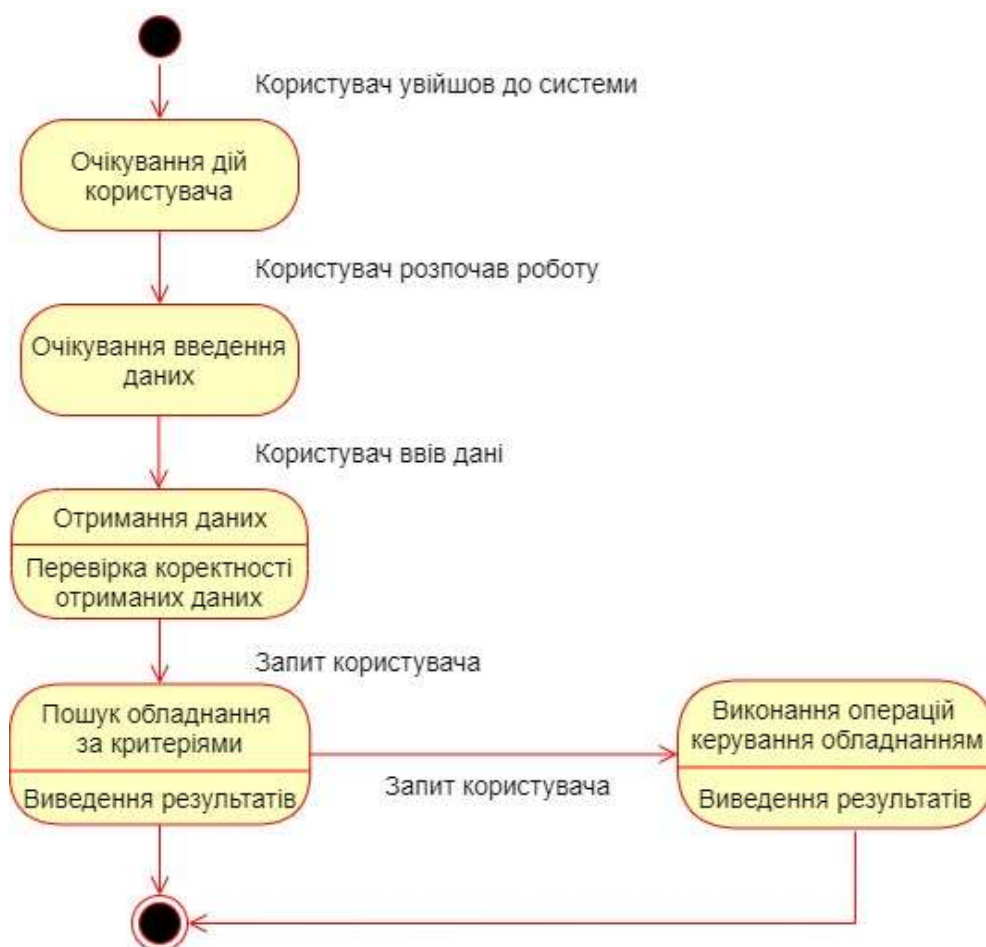 Користувач увійшов до системи
Очікування дій
користувача
Користувач розпочав роботу
Очікування введення
даних
Користувач ввів дані
Отримання даних
Перевірка коректності
отриманих даних
Запит користувача
Пошук обладнання
за критеріями
Виведення результатів
Запит користувача
Виконання операцій
керування обладнанням
Виведення результатів